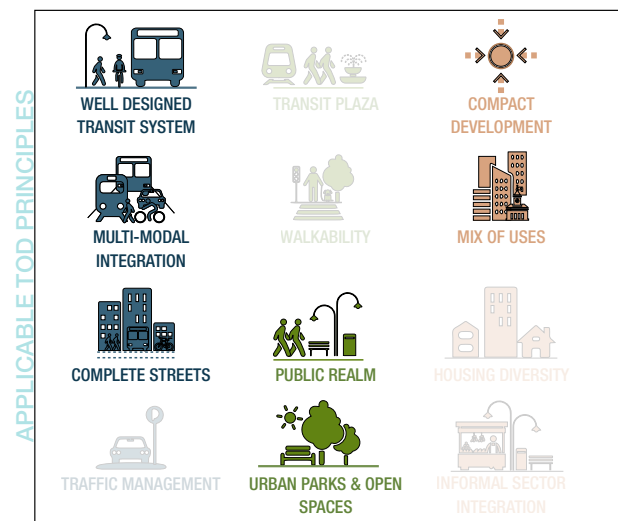 APPLICABLE TOD PRINCIPLES
WELL DESIGNED
TRANSIT SYSTEM
TRANSIT PLAZA
COMPACT
DEVELOPMENT
MULTI-MODAL
INTEGRATION
WALKABILITY
MIX OF USES
COMPLETE STREETS
PUBLIC REALM
HOUSING DIVERSITY
TRAFFIC MANAGEMENT
URBAN PARKS & OPEN
SPACES
INFORMAL SECTOR
INTEGRATION